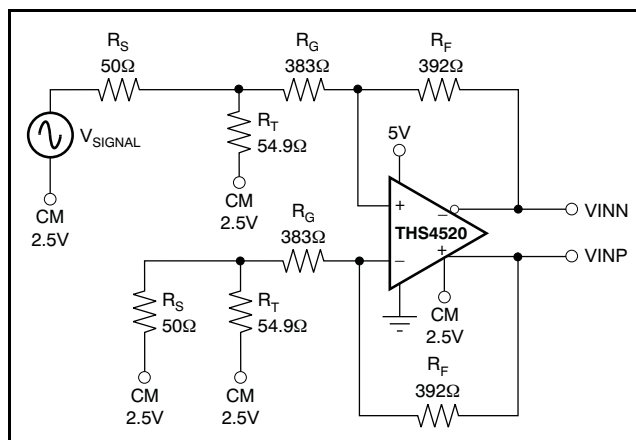 RS
50Ω
RG
383Ω
RF
392Ω
VSIGNAL
RT
54.9Ω
5V
CM
2.5V
CM
2.5V
+
−
THS4520
−
+
VINN
VINP
RG
383Ω
RS
50Ω
RT
54.9Ω
CM
2.5V
CM
2.5V
CM
2.5V
RF
392Ω